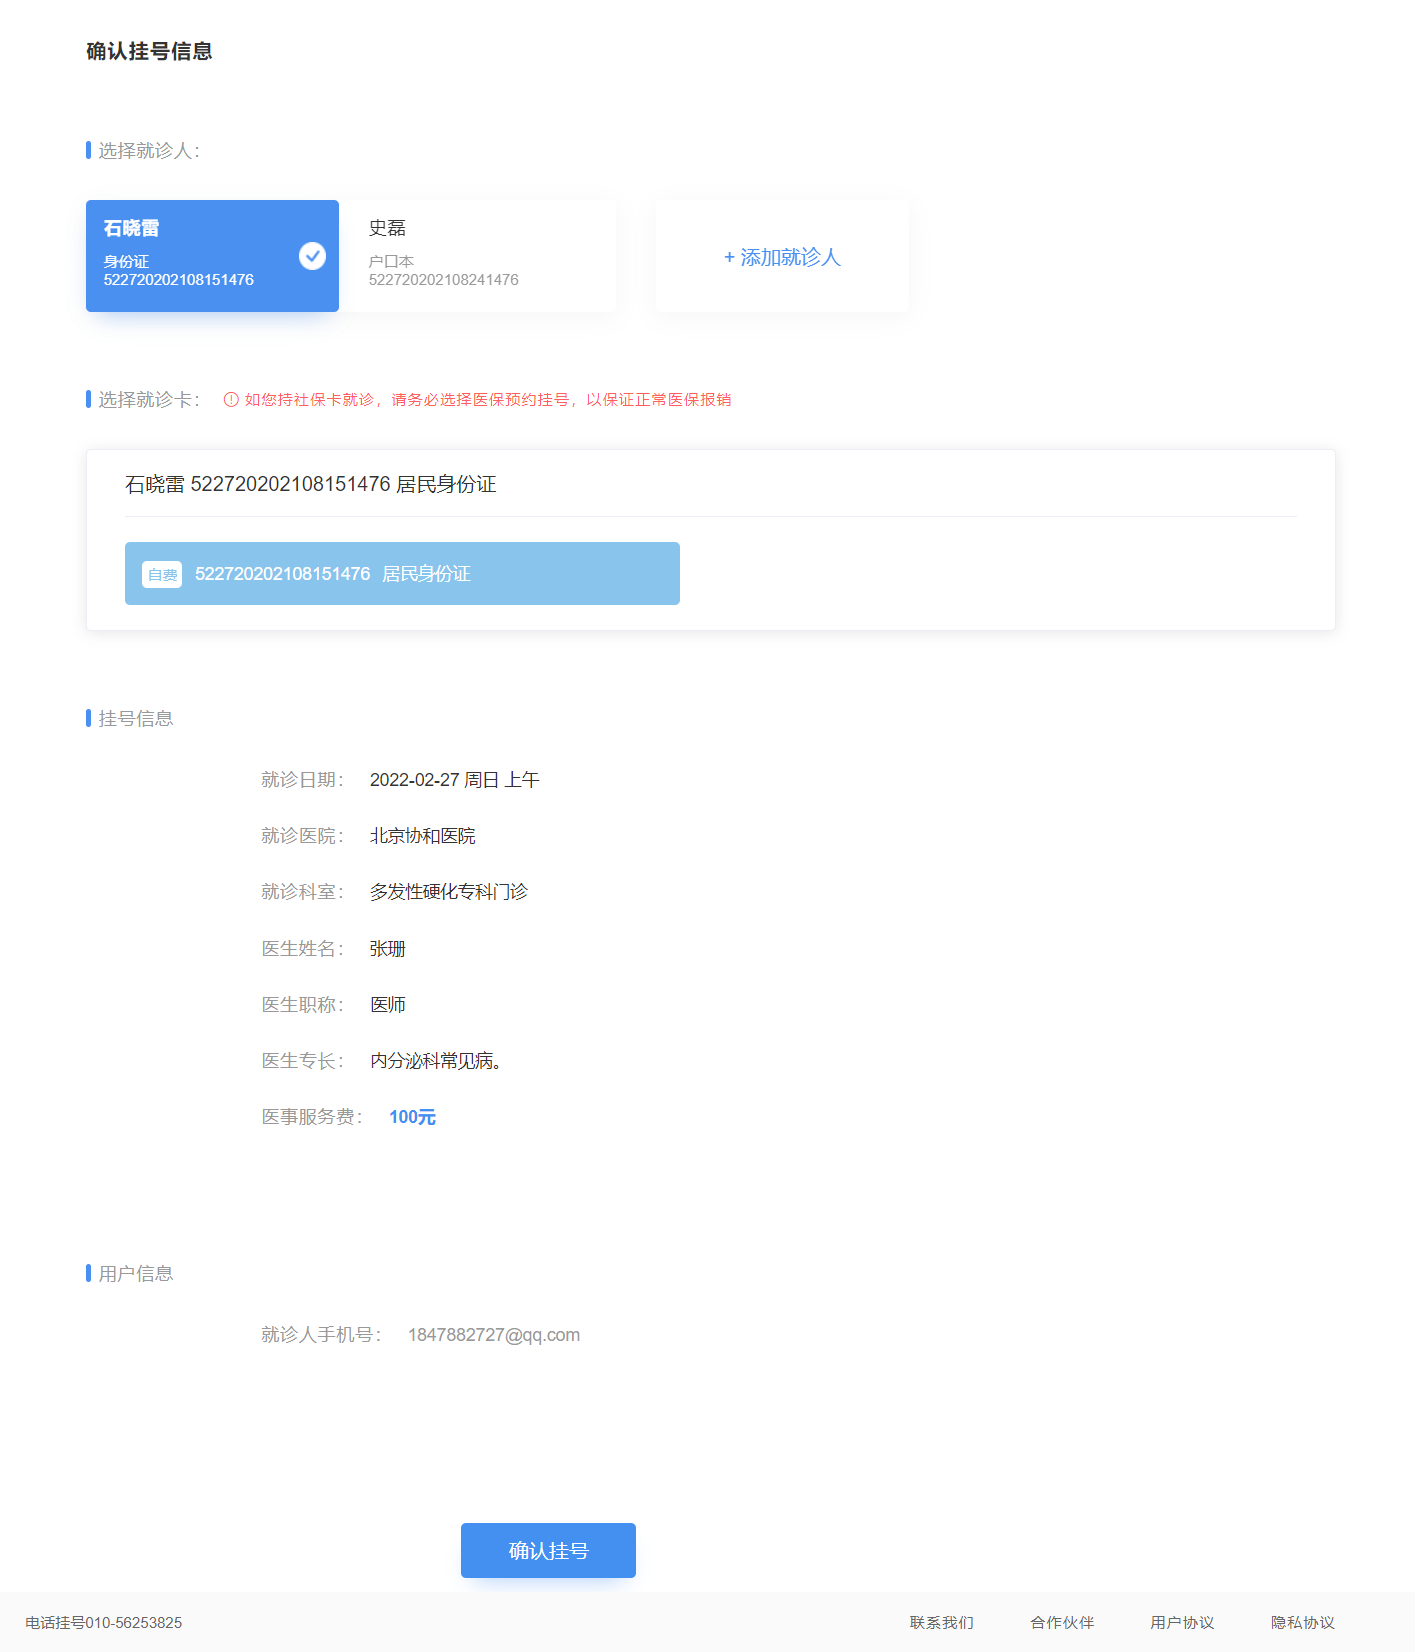 确认挂号信息
选择就诊人：
石晓雷
身份证
522720202108151476
史磊
户口本
522720202108241476
+ 添加就诊人
选择就诊卡： 如您持社保卡就诊，请务必选择医保预约挂号，以保证正常医保报销
石晓雷 522720202108151476 居民身份证
自费 522720202108151476 居民身份证
挂号信息
就诊日期： 2022-02-27 周日 上午
就诊医院： 北京协和医院
就诊科室： 多发性硬化专科门诊
医生姓名： 张珊
医生职称： 医师
医生专长： 内分泌科常见病。
医事服务费： 100元
用户信息
就诊人手机号： 1847882727@qq.com
确认挂号
电话挂号010-56253825 联系我们 合作伙伴 用户协议 隐私协议